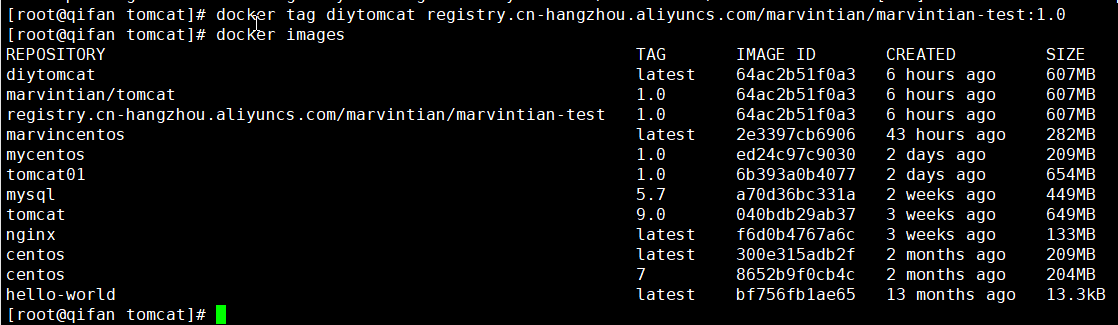 [root@qifan tomcat]# docker tag diytomcat registry.cn-hangzhou.aliyuncs.com/marvintian/marvintian-test:1.0
[root@qifan tomcat]# docker images
REPOSITORY TAG IMAGE ID CREATED SIZE
diytomcat latest 64ac2b51f0a3 6 hours ago 607MB
marvintian/tomcat 1.0 64ac2b51f0a3 6 hours ago 607MB
registry.cn-hangzhou.aliyuncs.com/marvintian/marvintian-test 1.0 64ac2b51f0a3 6 hours ago 607MB
marvincentos latest 2e3397cb6906 43 hours ago 282MB
mycentos 1.0 ed24c97c9030 2 days ago 209MB
tomcat01 1.0 6b393a0b4077 2 days ago 654MB
mysql 5.7 a70d36bc331a 2 weeks ago 449MB
tomcat 9.0 040bdb29ab37 3 weeks ago 649MB
nginx latest f6d0b4767a6c 3 weeks ago 133MB
centos latest 300e315adb2f 2 months ago 209MB
centos 7 8652b9f0cb4c 2 months ago 204MB
hello-world latest bf756fb1ae65 13 months ago 13.3kB
[root@qifan tomcat]#